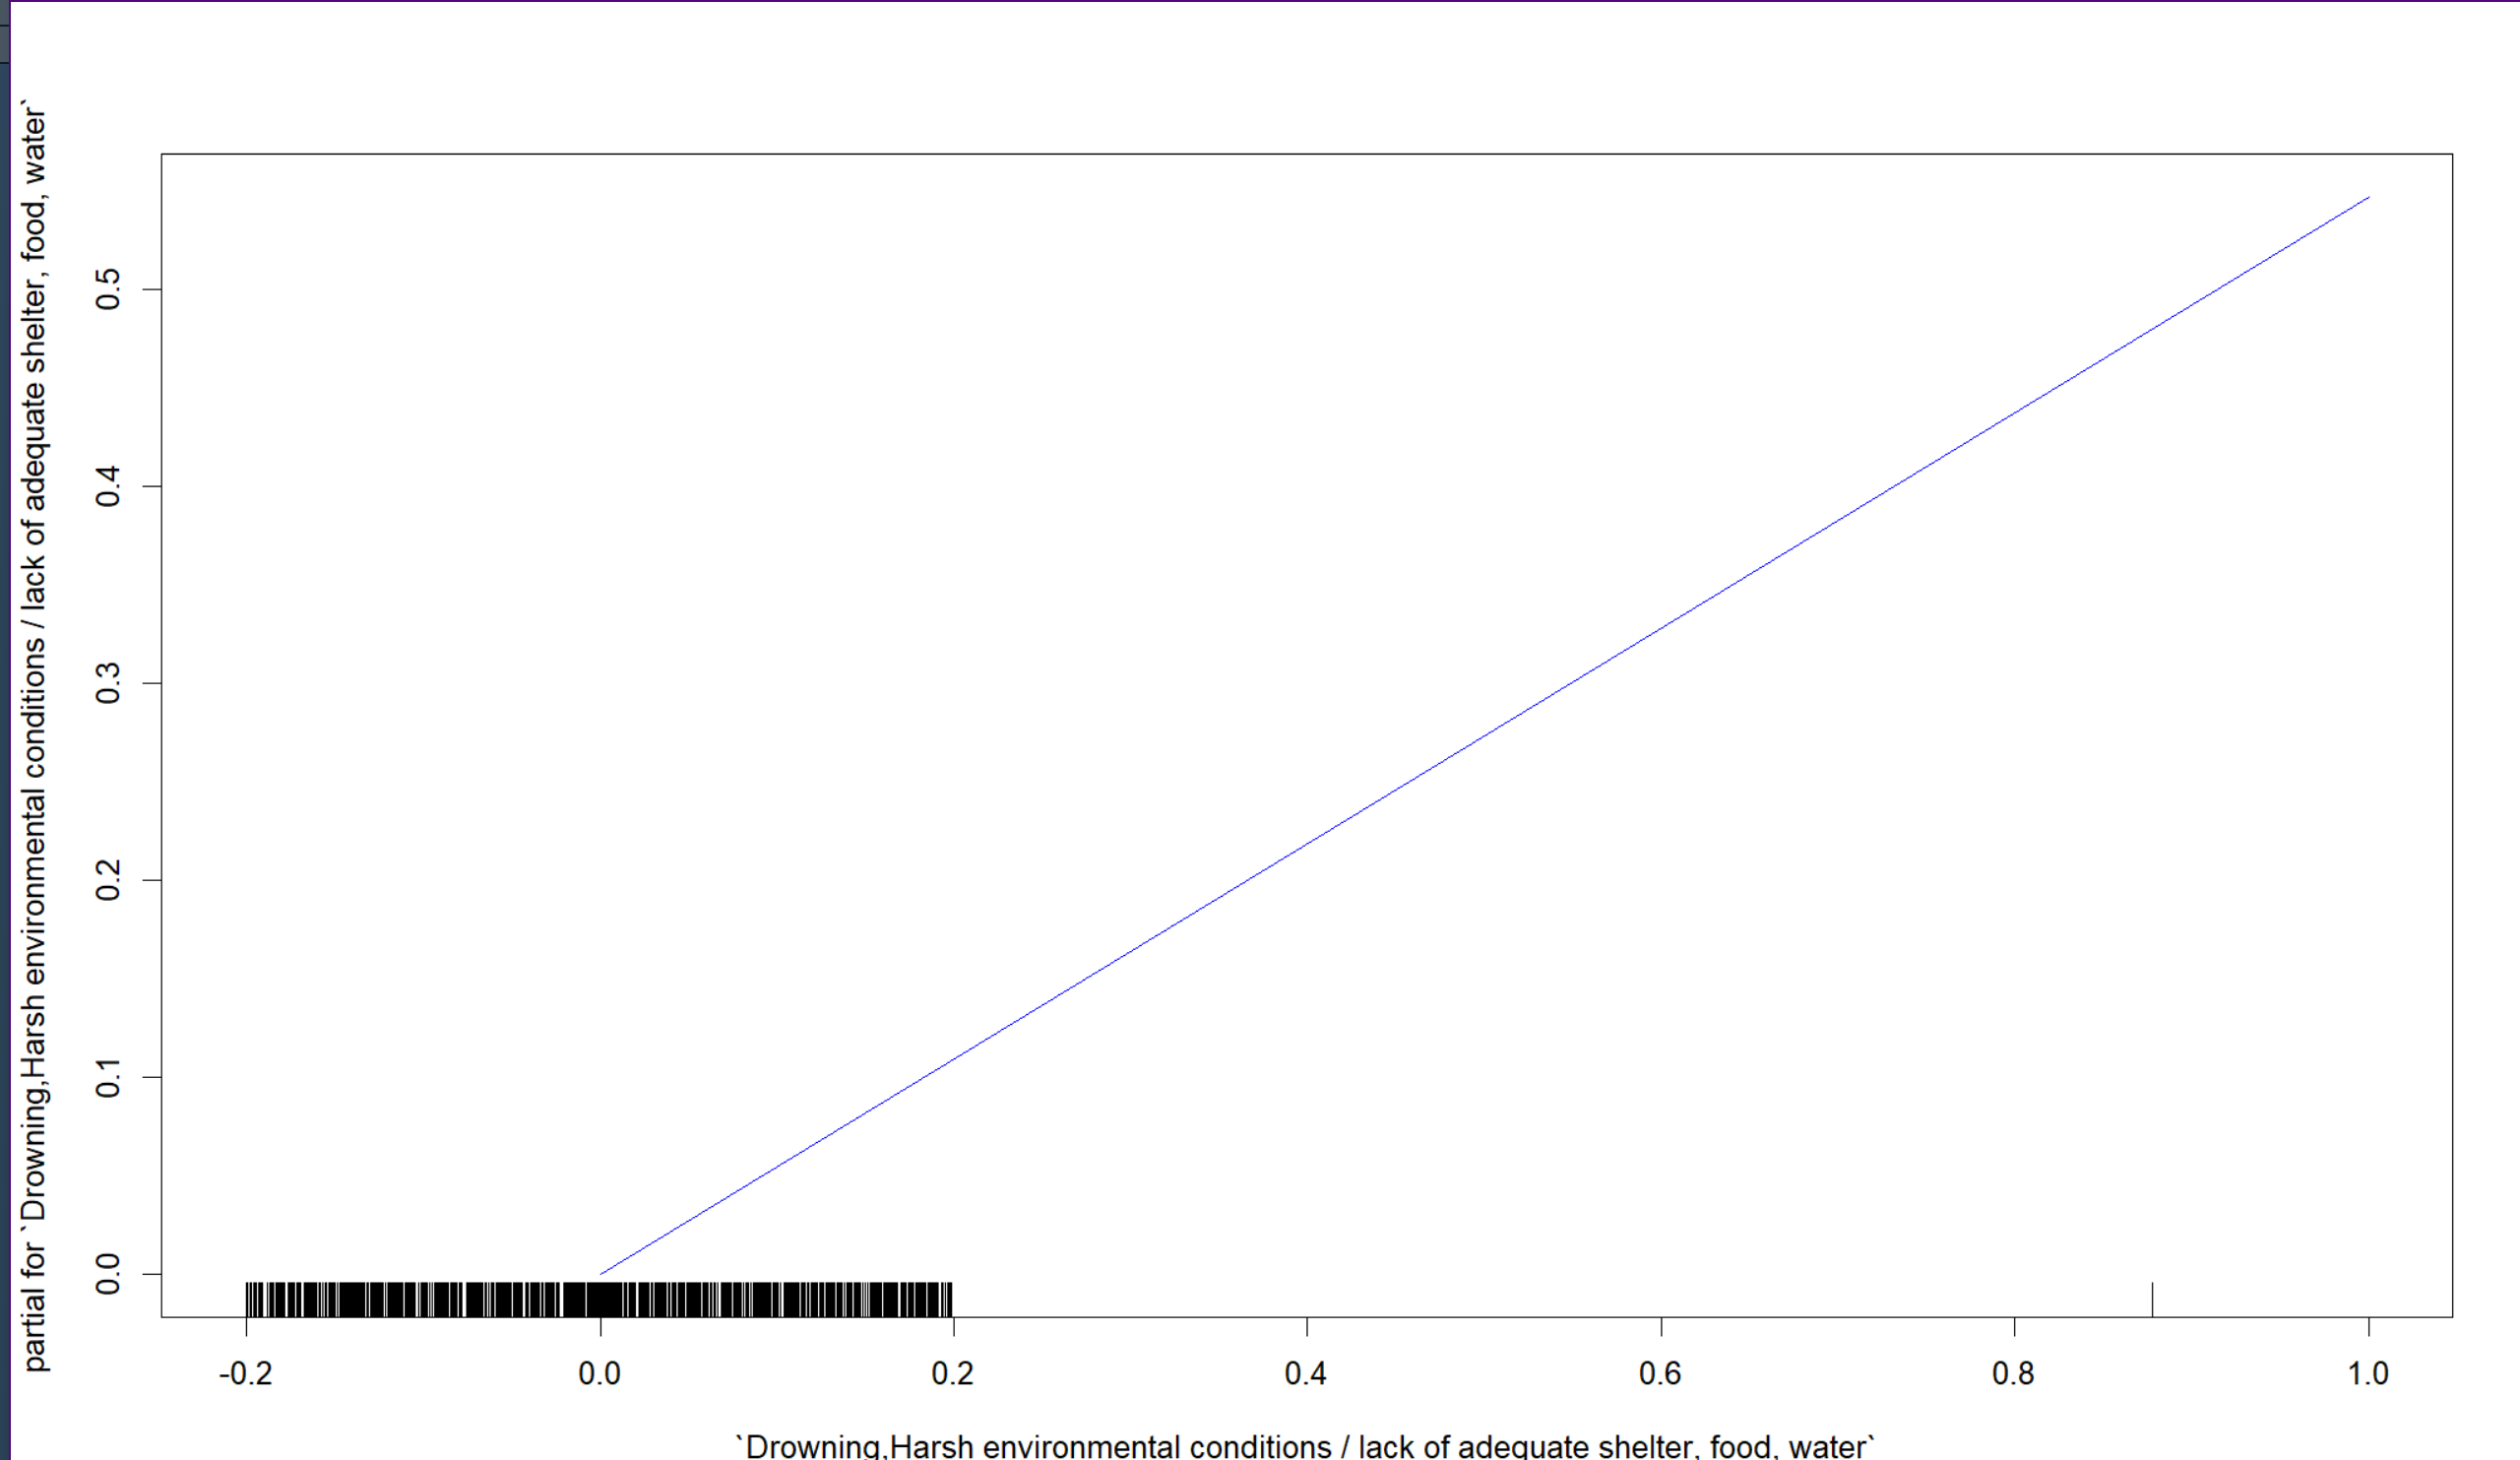 partial for `Drowning,Harsh environmental conditions / lack of adequate shelter, food, water`
0.5
0.4
0.3
0.2
0.1
0.0
-0.2 0.0 0.2 0.4 0.6 0.8 1.0
`Drowning,Harsh environmental conditions / lack of adequate shelter, food, water`